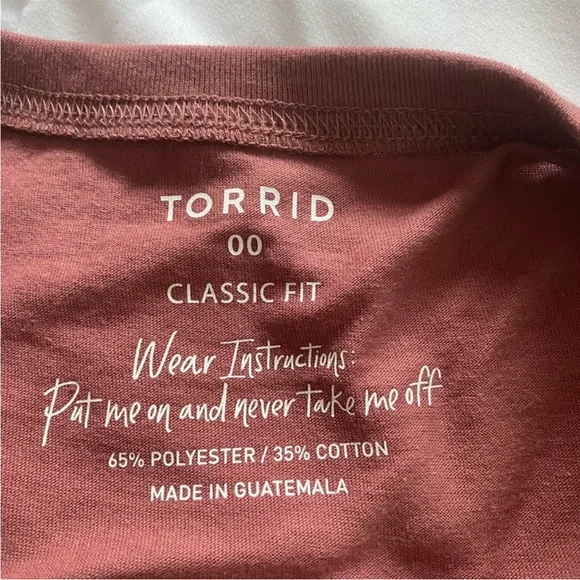 TORRID
00
CLASSIC FIT
Wear Instructions:
Put me on and never take me off
65% POLYESTER / 35% COTTON
MADE IN GUATEMALA